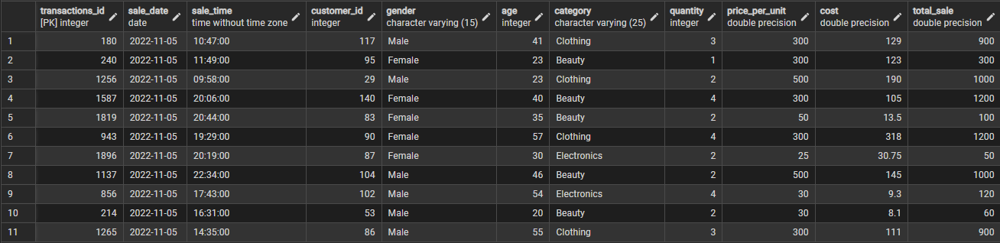 transactions_id sale_date sale_time customer_id gender age category quantity price_per_unit cost total_sale
[PK] integer date time without time zone integer character varying (15) integer character varying (25) integer double precision double precision double precision
1 180 2022-11-05 10:47:00 117 Male 41 Clothing 3 300 129 900
2 240 2022-11-05 11:49:00 95 Female 23 Beauty 1 300 123 300
3 1256 2022-11-05 09:58:00 29 Male 23 Clothing 2 500 190 1000
4 1587 2022-11-05 20:06:00 140 Female 40 Beauty 4 300 105 1200
5 1819 2022-11-05 20:44:00 83 Female 35 Beauty 2 50 13.5 100
6 943 2022-11-05 19:29:00 90 Female 57 Clothing 4 300 318 1200
7 1896 2022-11-05 20:19:00 87 Female 30 Electronics 2 25 30.75 50
8 1137 2022-11-05 22:34:00 104 Male 46 Beauty 2 500 145 1000
9 856 2022-11-05 17:43:00 102 Male 54 Electronics 4 30 9.3 120
10 214 2022-11-05 16:31:00 53 Male 20 Beauty 2 30 8.1 60
11 1265 2022-11-05 14:35:00 86 Male 55 Clothing 3 300 111 900